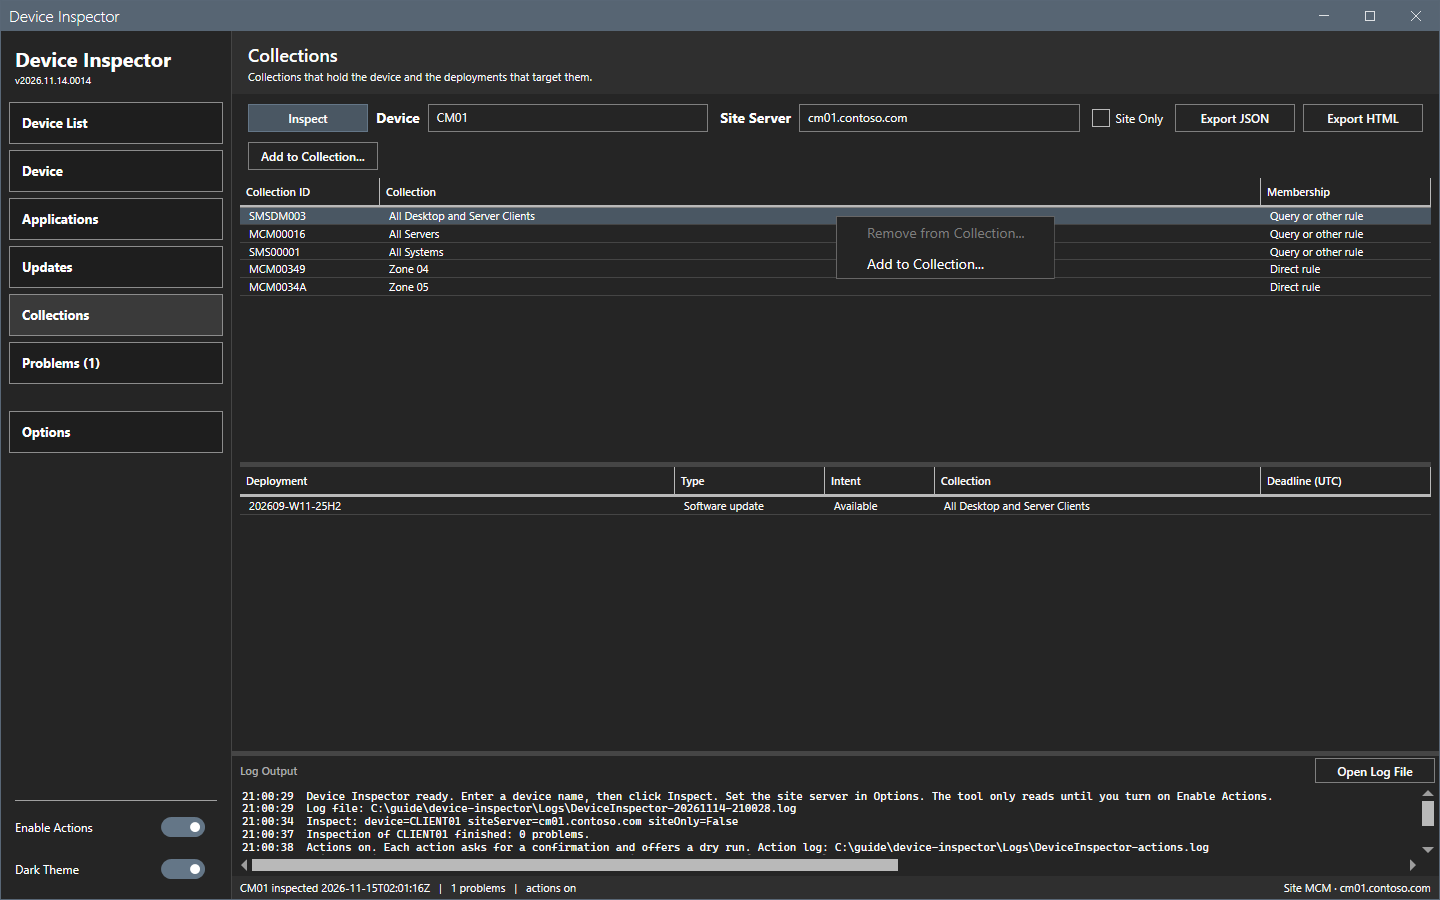 Device Inspector
Device Inspector
v2026.11.14.0014
Device List
Device
Applications
Updates
Collections
Problems (1)
Options
Enable Actions
Dark Theme
Collections
Collections that hold the device and the deployments that target them.
Inspect Device CM01 Site Server cm01.contoso.com Site Only Export JSON Export HTML
Add to Collection...
Collection ID Collection Membership
SMSDM003 All Desktop and Server Clients Query or other rule
MCM00016 All Servers Query or other rule
SMS00001 All Systems Query or other rule
MCM00349 Zone 04 Direct rule
MCM0034A Zone 05 Direct rule
Remove from Collection...
Add to Collection...
Deployment Type Intent Collection Deadline (UTC)
202609-W11-25H2 Software update Available All Desktop and Server Clients
Log Output Open Log File
21:00:29 Device Inspector ready. Enter a device name, then click Inspect. Set the site server in Options. The tool only reads until you turn on Enable Actions.
21:00:29 Log file: C:\guide\device-inspector\Logs\DeviceInspector-20261114-210028.log
21:00:34 Inspect: device=CLIENT01 siteServer=cm01.contoso.com siteOnly=False
21:00:37 Inspection of CLIENT01 finished: 0 problems.
21:00:38 Actions on. Each action asks for a confirmation and offers a dry run. Action log: C:\guide\device-inspector\Logs\DeviceInspector-actions.log
CM01 inspected 2026-11-15T02:01:16Z | 1 problems | actions on Site MCM · cm01.contoso.com